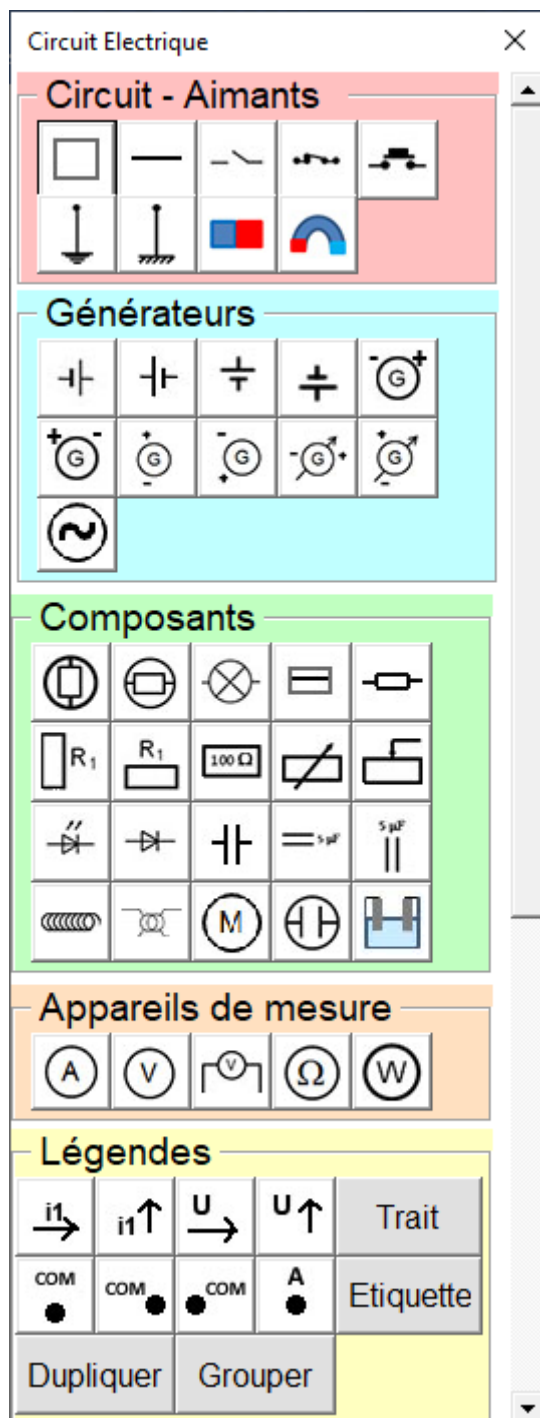 Circuit Electrique
Circuit - Aimants
Générateurs
- G +
+ G - + G - - G + - G + + G -
Composants
R1 R1 100 Ω
5 µF 5 µF
M
Appareils de mesure
A V V Ω W
Légendes
i1 i1 U U Trait
COM COM COM A Etiquette
Dupliquer Grouper